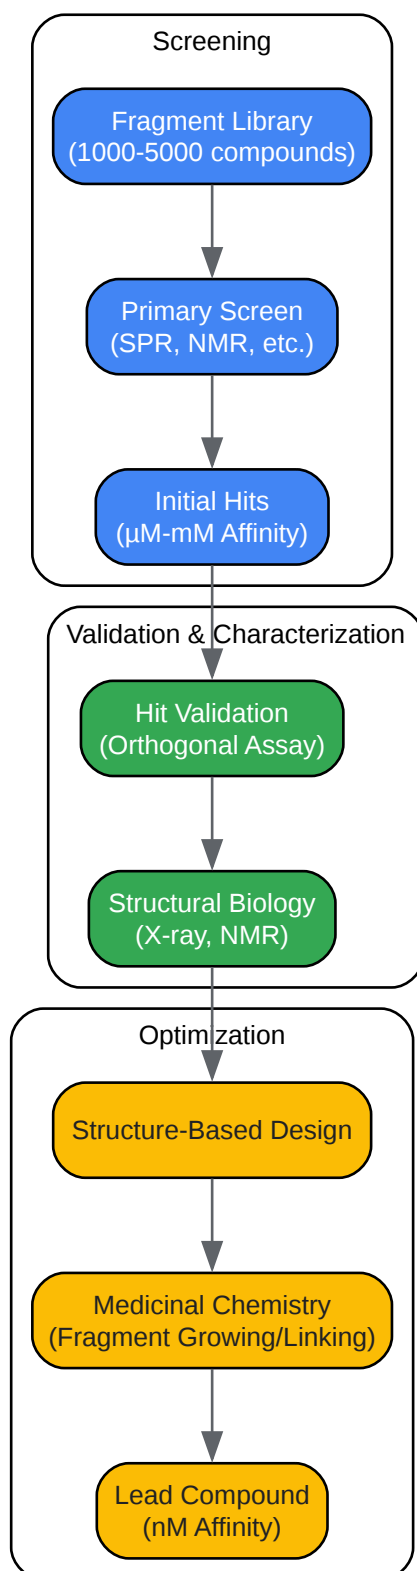 Screening
Fragment Library
(1000-5000 compounds)
Primary Screen
(SPR, NMR, etc.)
Initial Hits
(µM-mM Affinity)
Validation & Characterization
Hit Validation
(Orthogonal Assay)
Structural Biology
(X-ray, NMR)
Optimization
Structure-Based Design
Medicinal Chemistry
(Fragment Growing/Linking)
Lead Compound
(nM Affinity)